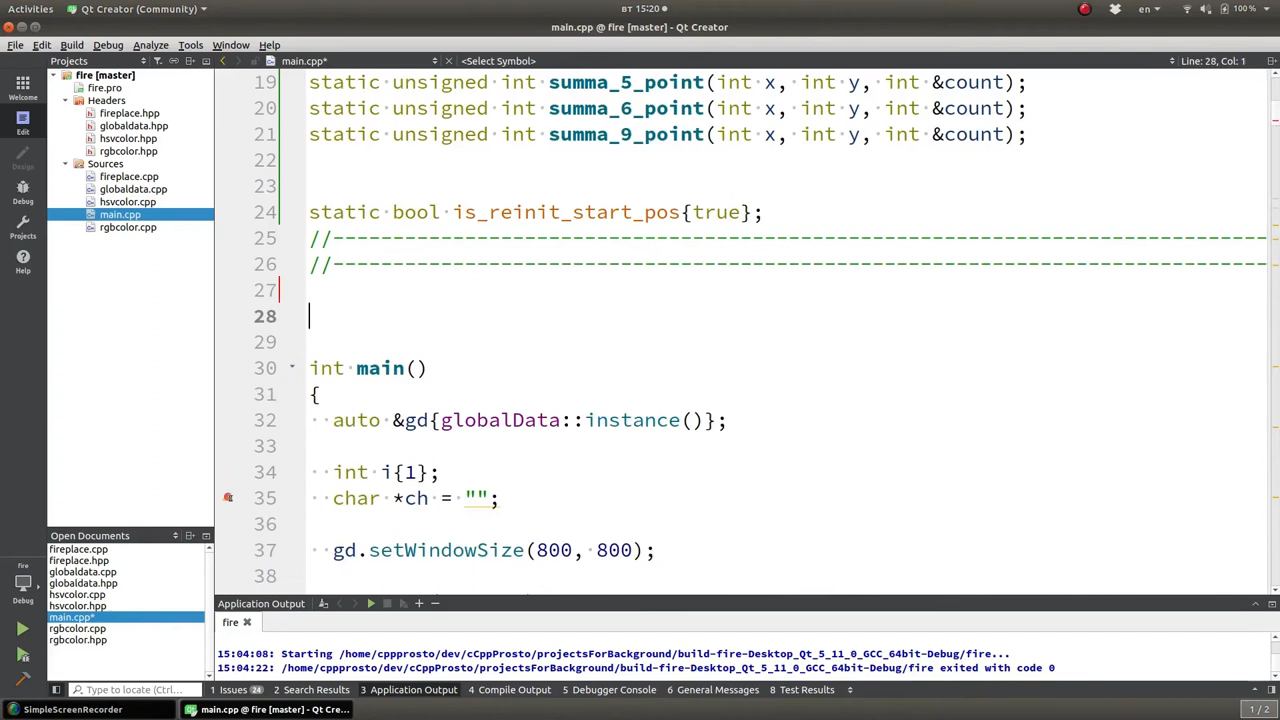 Activities
Qt Creator (Community)
ВТ 15:20
en
100 %
main.cpp @ fire [master] - Qt Creator
File Edit Build Debug Analyze Tools Window Help
Projects
main.cpp*
<Select Symbol>
Line: 28, Col: 1
Welcome
Edit
Design
Debug
Projects
Help
fire
Debug
fire [master]
fire.pro
Headers
fireplace.hpp
globaldata.hpp
hsvcolor.hpp
rgbcolor.hpp
Sources
fireplace.cpp
globaldata.cpp
hsvcolor.cpp
main.cpp
rgbcolor.cpp
Open Documents
fireplace.cpp
fireplace.hpp
globaldata.cpp
globaldata.hpp
hsvcolor.cpp
hsvcolor.hpp
main.cpp*
rgbcolor.cpp
rgbcolor.hpp
19 static unsigned int summa_5_point(int x, int y, int &count);
20 static unsigned int summa_6_point(int x, int y, int &count);
21 static unsigned int summa_9_point(int x, int y, int &count);
22
23
24 static bool is_reinit_start_pos{true};
25 //--------------------------------------------------------------------------------
26 //--------------------------------------------------------------------------------
27
28
29
30 int main()
31 {
32 auto &gd{globalData::instance()};
33
34 int i{1};
35 char *ch = "";
36
37 gd.setWindowSize(800, 800);
38
Application Output
fire
15:04:08: Starting /home/cppprosto/dev/cCppProsto/projectsForBackground/build-fire-Desktop_Qt_5_11_0_GCC_64bit-Debug/fire...
15:04:22: /home/cppprosto/dev/cCppProsto/projectsForBackground/build-fire-Desktop_Qt_5_11_0_GCC_64bit-Debug/fire exited with code 0
Type to locate (Ctrl...
1 Issues 24
2 Search Results
3 Application Output
4 Compile Output
5 Debugger Console
6 General Messages
8 Test Results
SimpleScreenRecorder
main.cpp @ fire [master] - Qt Cre...
1 / 2